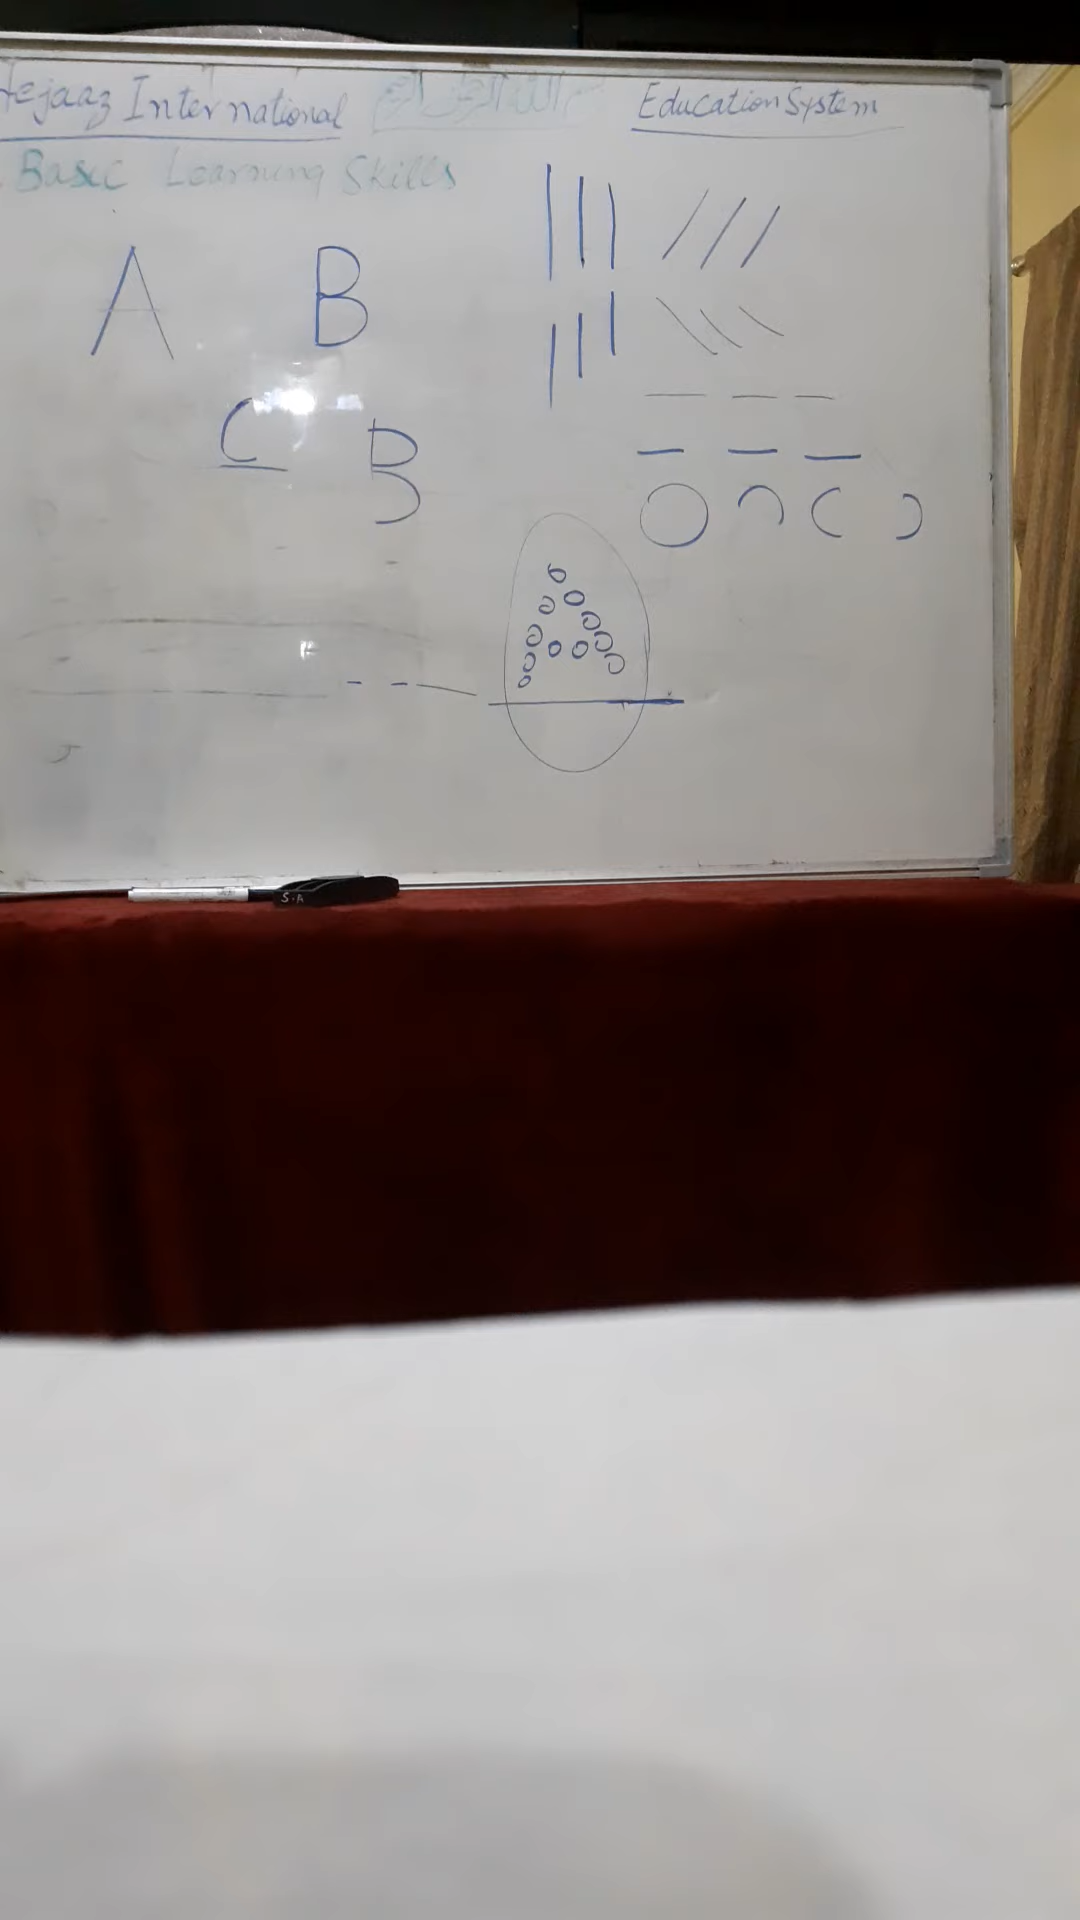 Hejaaz International Education System
Basic Learning Skills
A B
C B
S.A